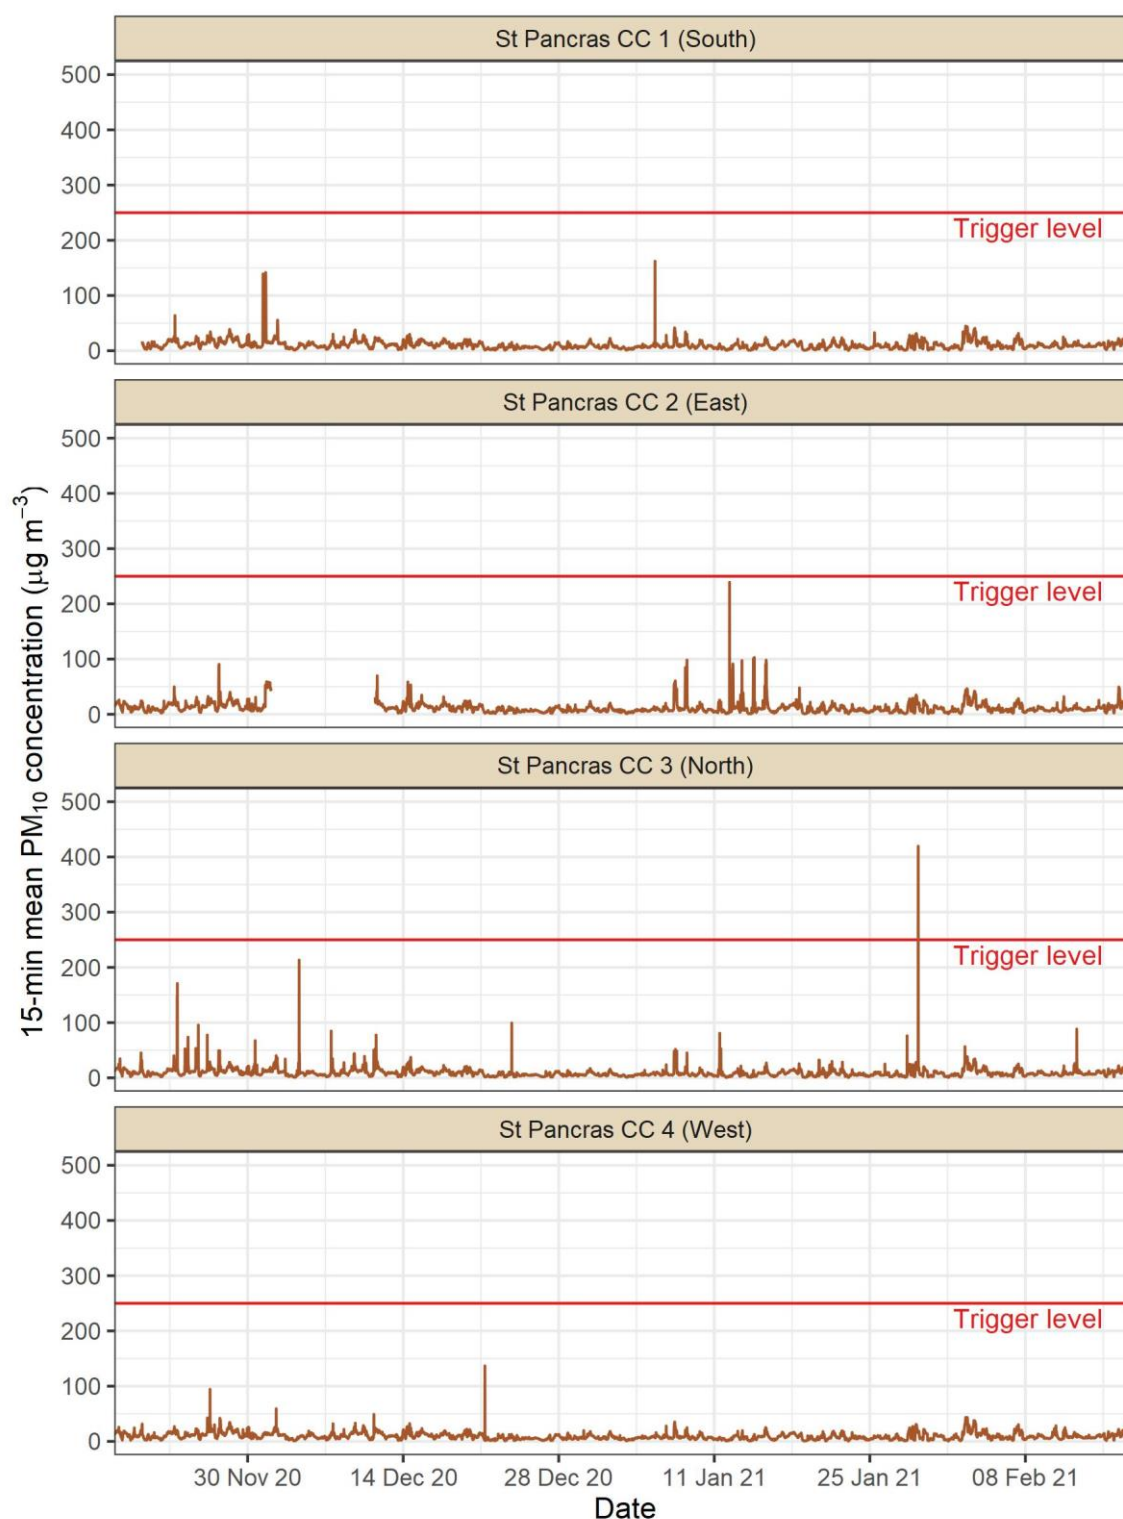 St Pancras CC 1 (South)
500
400
300
200
100
0
Trigger level
St Pancras CC 2 (East)
500
400
300
200
100
0
Trigger level
St Pancras CC 3 (North)
500
400
300
200
100
0
Trigger level
St Pancras CC 4 (West)
500
400
300
200
100
0
Trigger level
15-min mean PM₁₀ concentration (μg m⁻³)
30 Nov 20 14 Dec 20 28 Dec 20 11 Jan 21 25 Jan 21 08 Feb 21
Date